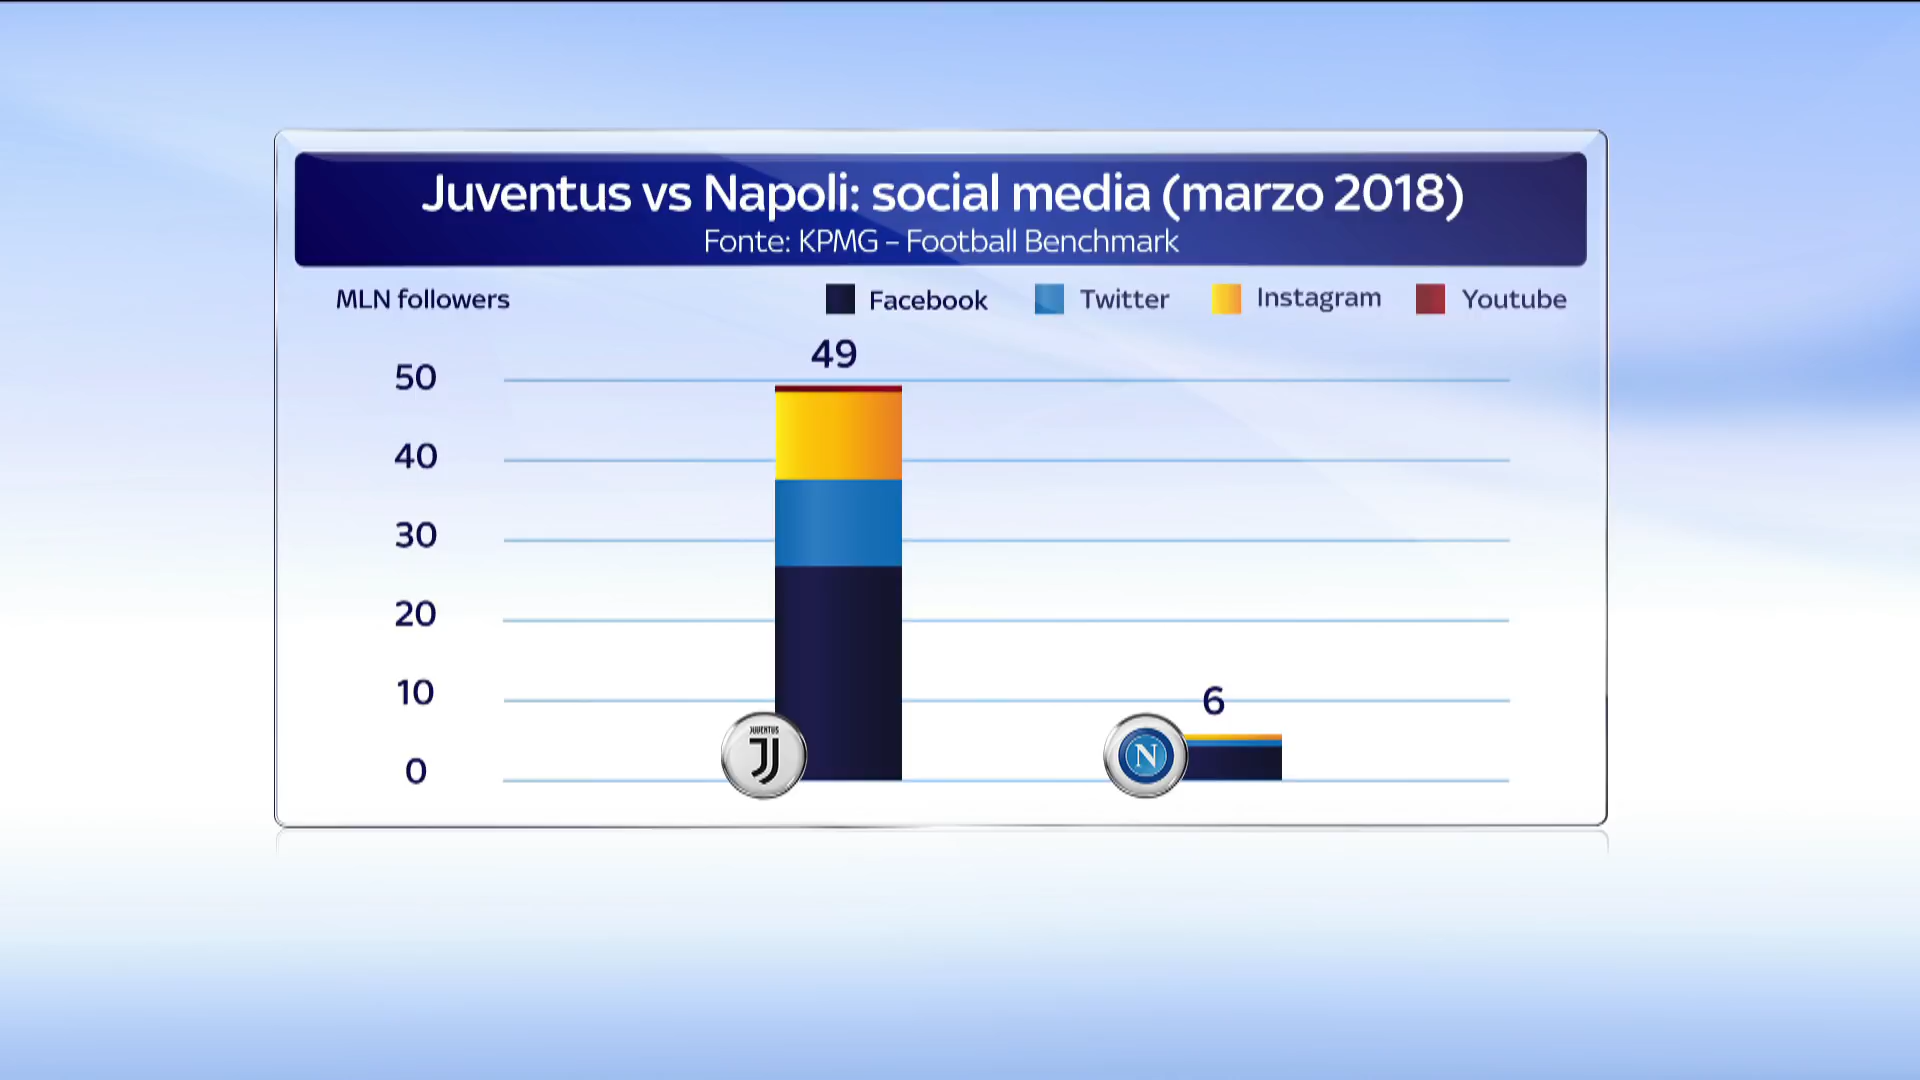 Juventus vs Napoli: social media (marzo 2018)
Fonte: KPMG – Football Benchmark
MLN followers
Facebook
Twitter
Instagram
Youtube
49
50
40
30
20
10
0
6
JUVENTUS
N